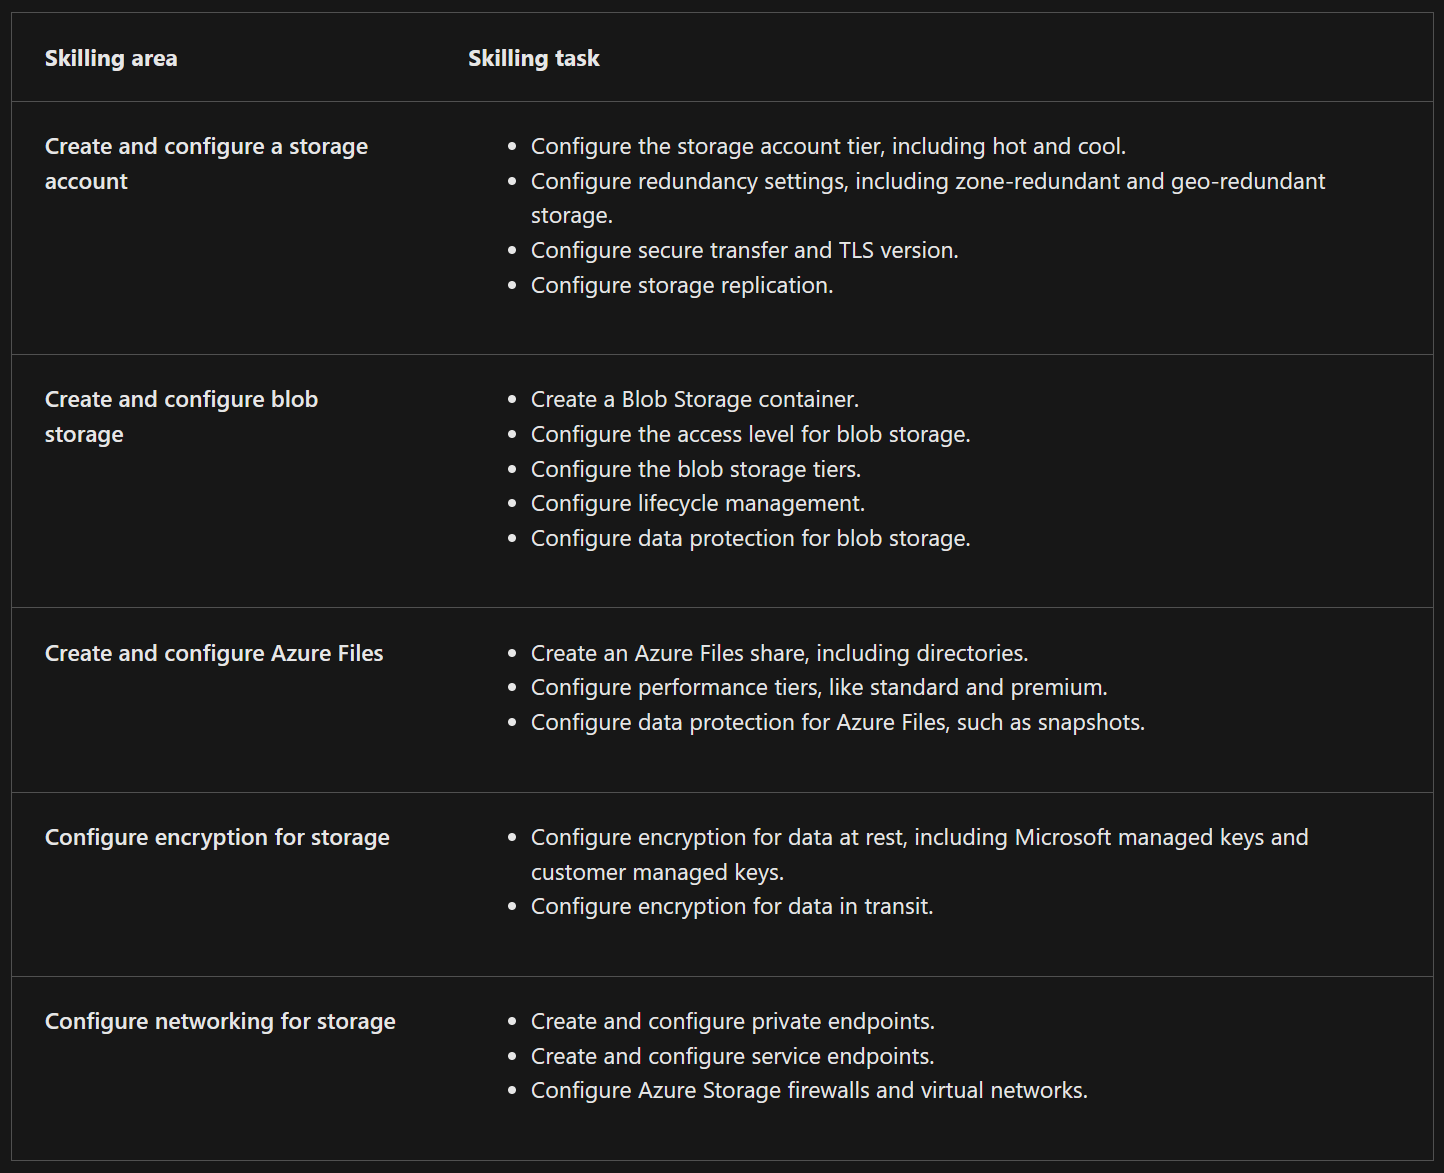 Skilling area
Skilling task
Create and configure a storage
account
Configure the storage account tier, including hot and cool.
Configure redundancy settings, including zone-redundant and geo-redundant
storage.
Configure secure transfer and TLS version.
Configure storage replication.
Create and configure blob
storage
Create a Blob Storage container.
Configure the access level for blob storage.
Configure the blob storage tiers.
Configure lifecycle management.
Configure data protection for blob storage.
Create and configure Azure Files
Create an Azure Files share, including directories.
Configure performance tiers, like standard and premium.
Configure data protection for Azure Files, such as snapshots.
Configure encryption for storage
Configure encryption for data at rest, including Microsoft managed keys and
customer managed keys.
Configure encryption for data in transit.
Configure networking for storage
Create and configure private endpoints.
Create and configure service endpoints.
Configure Azure Storage firewalls and virtual networks.